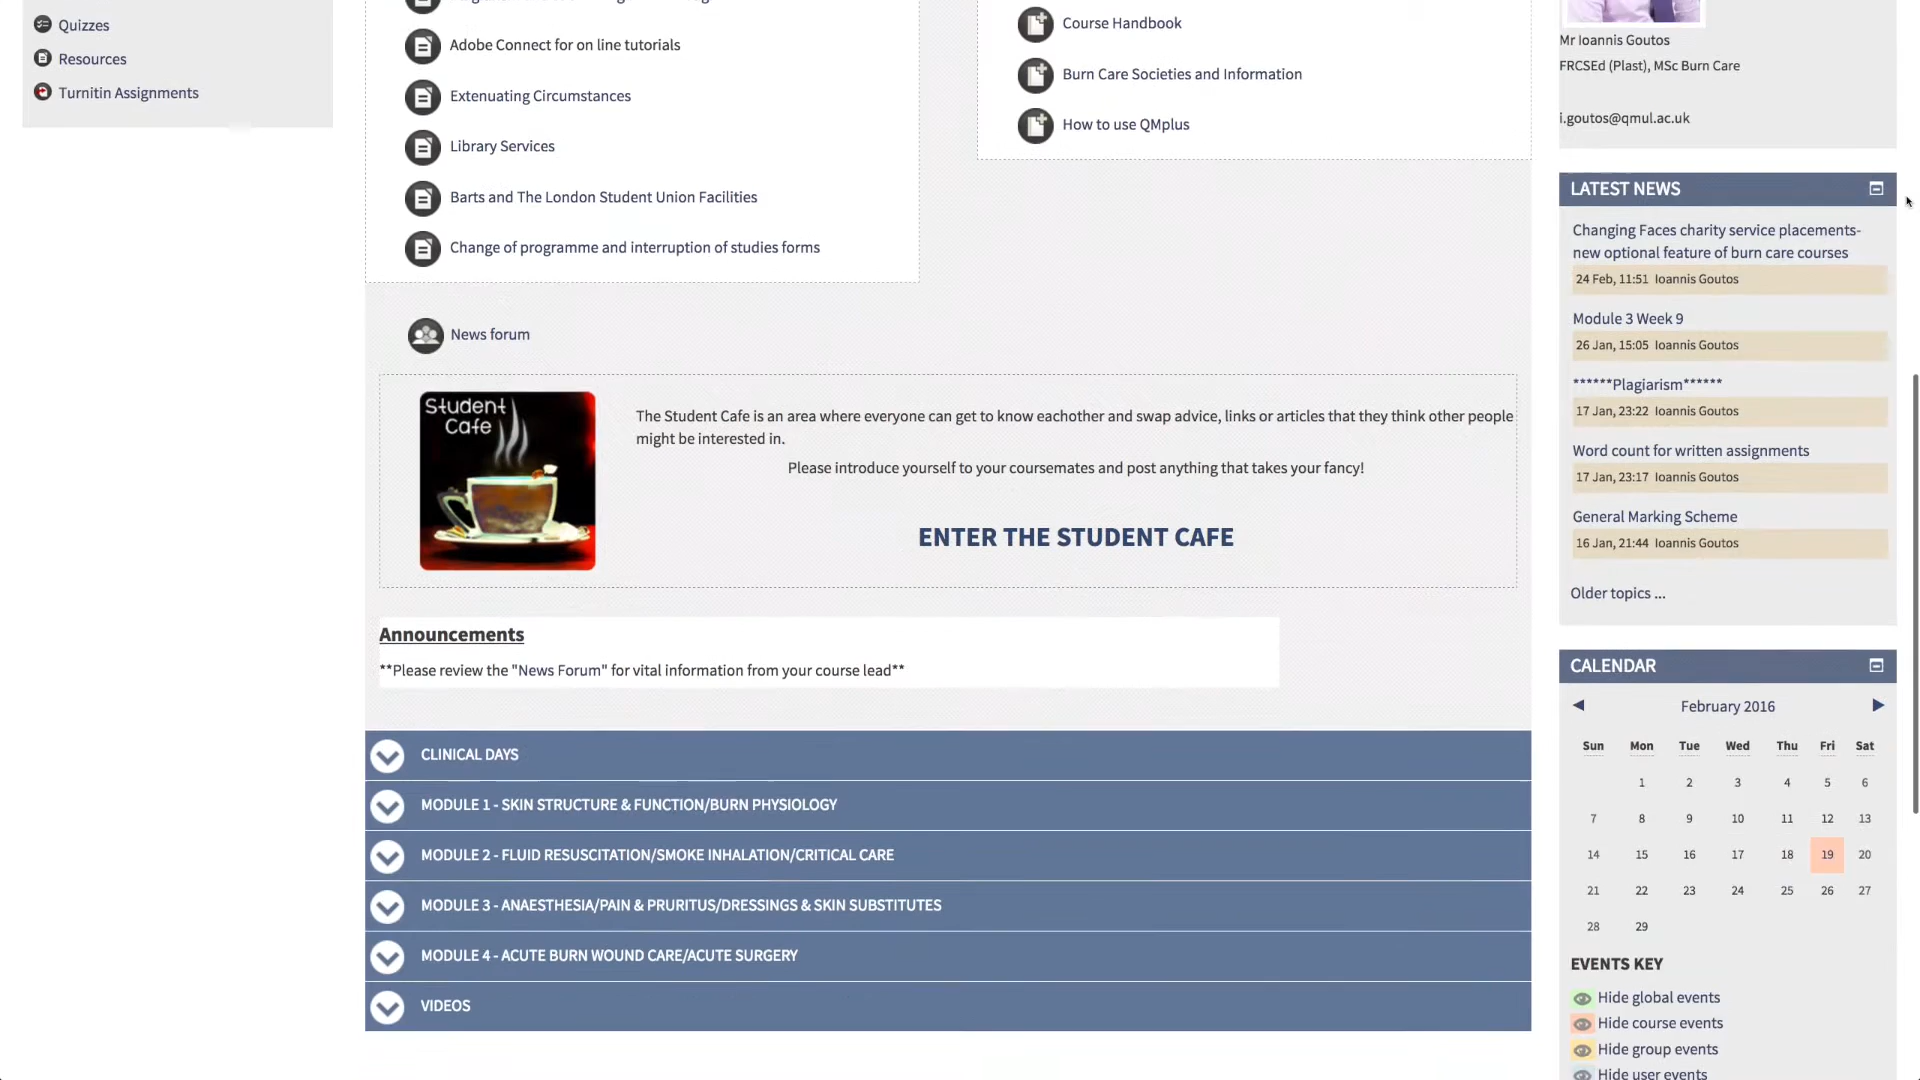 Quizzes
Resources
Turnitin Assignments
Adobe Connect for on line tutorials
Extenuating Circumstances
Library Services
Barts and The London Student Union Facilities
Change of programme and interruption of studies forms
Course Handbook
Burn Care Societies and Information
How to use QMplus
News forum
Student
Cafe
The Student Cafe is an area where everyone can get to know eachother and swap advice, links or articles that they think other people
might be interested in.
Please introduce yourself to your coursemates and post anything that takes your fancy!
ENTER THE STUDENT CAFE
Announcements
**Please review the "News Forum" for vital information from your course lead**
CLINICAL DAYS
MODULE 1 - SKIN STRUCTURE & FUNCTION/BURN PHYSIOLOGY
MODULE 2 - FLUID RESUSCITATION/SMOKE INHALATION/CRITICAL CARE
MODULE 3 - ANAESTHESIA/PAIN & PRURITUS/DRESSINGS & SKIN SUBSTITUTES
MODULE 4 - ACUTE BURN WOUND CARE/ACUTE SURGERY
VIDEOS
Mr Ioannis Goutos
FRCSEd (Plast), MSc Burn Care
i.goutos@qmul.ac.uk
LATEST NEWS
Changing Faces charity service placements-
new optional feature of burn care courses
24 Feb, 11:51 Ioannis Goutos
Module 3 Week 9
26 Jan, 15:05 Ioannis Goutos
******Plagiarism******
17 Jan, 23:22 Ioannis Goutos
Word count for written assignments
17 Jan, 23:17 Ioannis Goutos
General Marking Scheme
16 Jan, 21:44 Ioannis Goutos
Older topics ...
CALENDAR
February 2016
Sun Mon Tue Wed Thu Fri Sat
1 2 3 4 5 6
7 8 9 10 11 12 13
14 15 16 17 18 19 20
21 22 23 24 25 26 27
28 29
EVENTS KEY
Hide global events
Hide course events
Hide group events
Hide user events